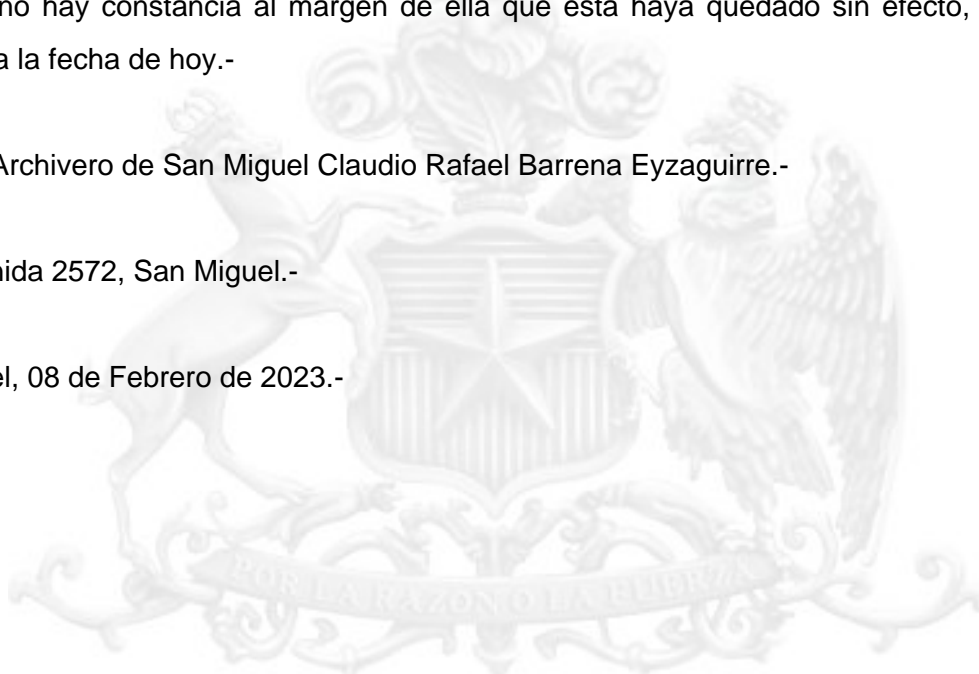 no hay constancia al margen de ella que esta haya quedado sin efecto,
a la fecha de hoy.-
Archivero de San Miguel Claudio Rafael Barrena Eyzaguirre.-
nida 2572, San Miguel.-
el, 08 de Febrero de 2023.-
POR LA RAZON O LA FUERZA